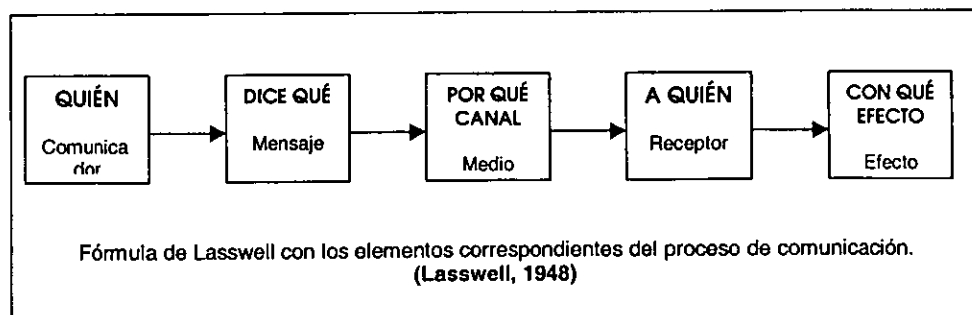 QUIÉN
Comunica
dor
DICE QUÉ
Mensaje
POR QUÉ
CANAL
Medio
A QUIÉN
Receptor
CON QUÉ
EFECTO
Efecto
Fórmula de Lasswell con los elementos correspondientes del proceso de comunicación.
(Lasswell, 1948)